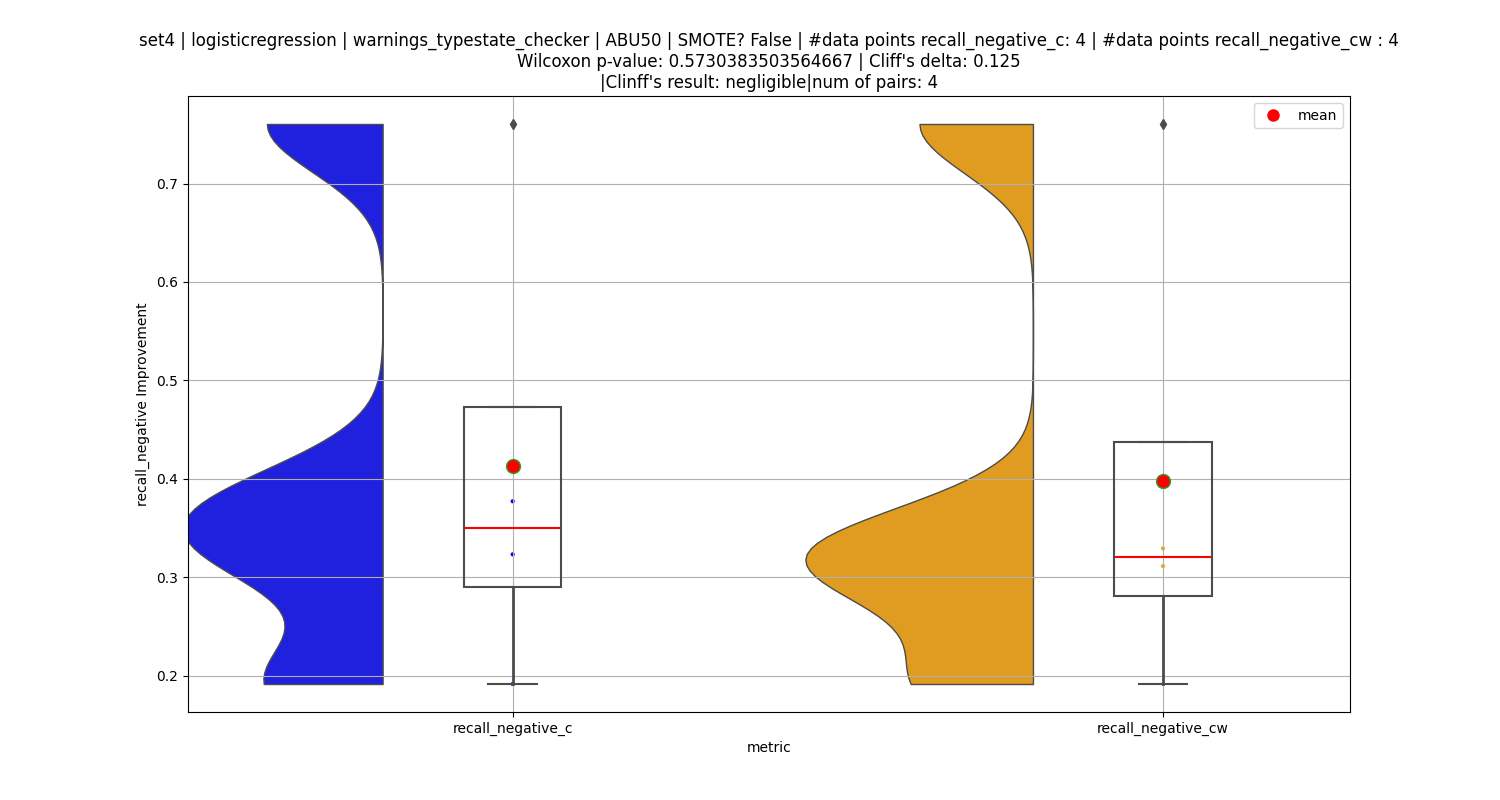 set4 | logisticregression | warnings_typestate_checker | ABU50 | SMOTE? False | #data points recall_negative_c: 4 | #data points recall_negative_cw : 4
Wilcoxon p-value: 0.5730383503564667 | Cliff's delta: 0.125
|Clinff's result: negligible|num of pairs: 4
mean
0.7
0.6
0.5
0.4
0.3
0.2
recall_negative Improvement
recall_negative_c
recall_negative_cw
metric